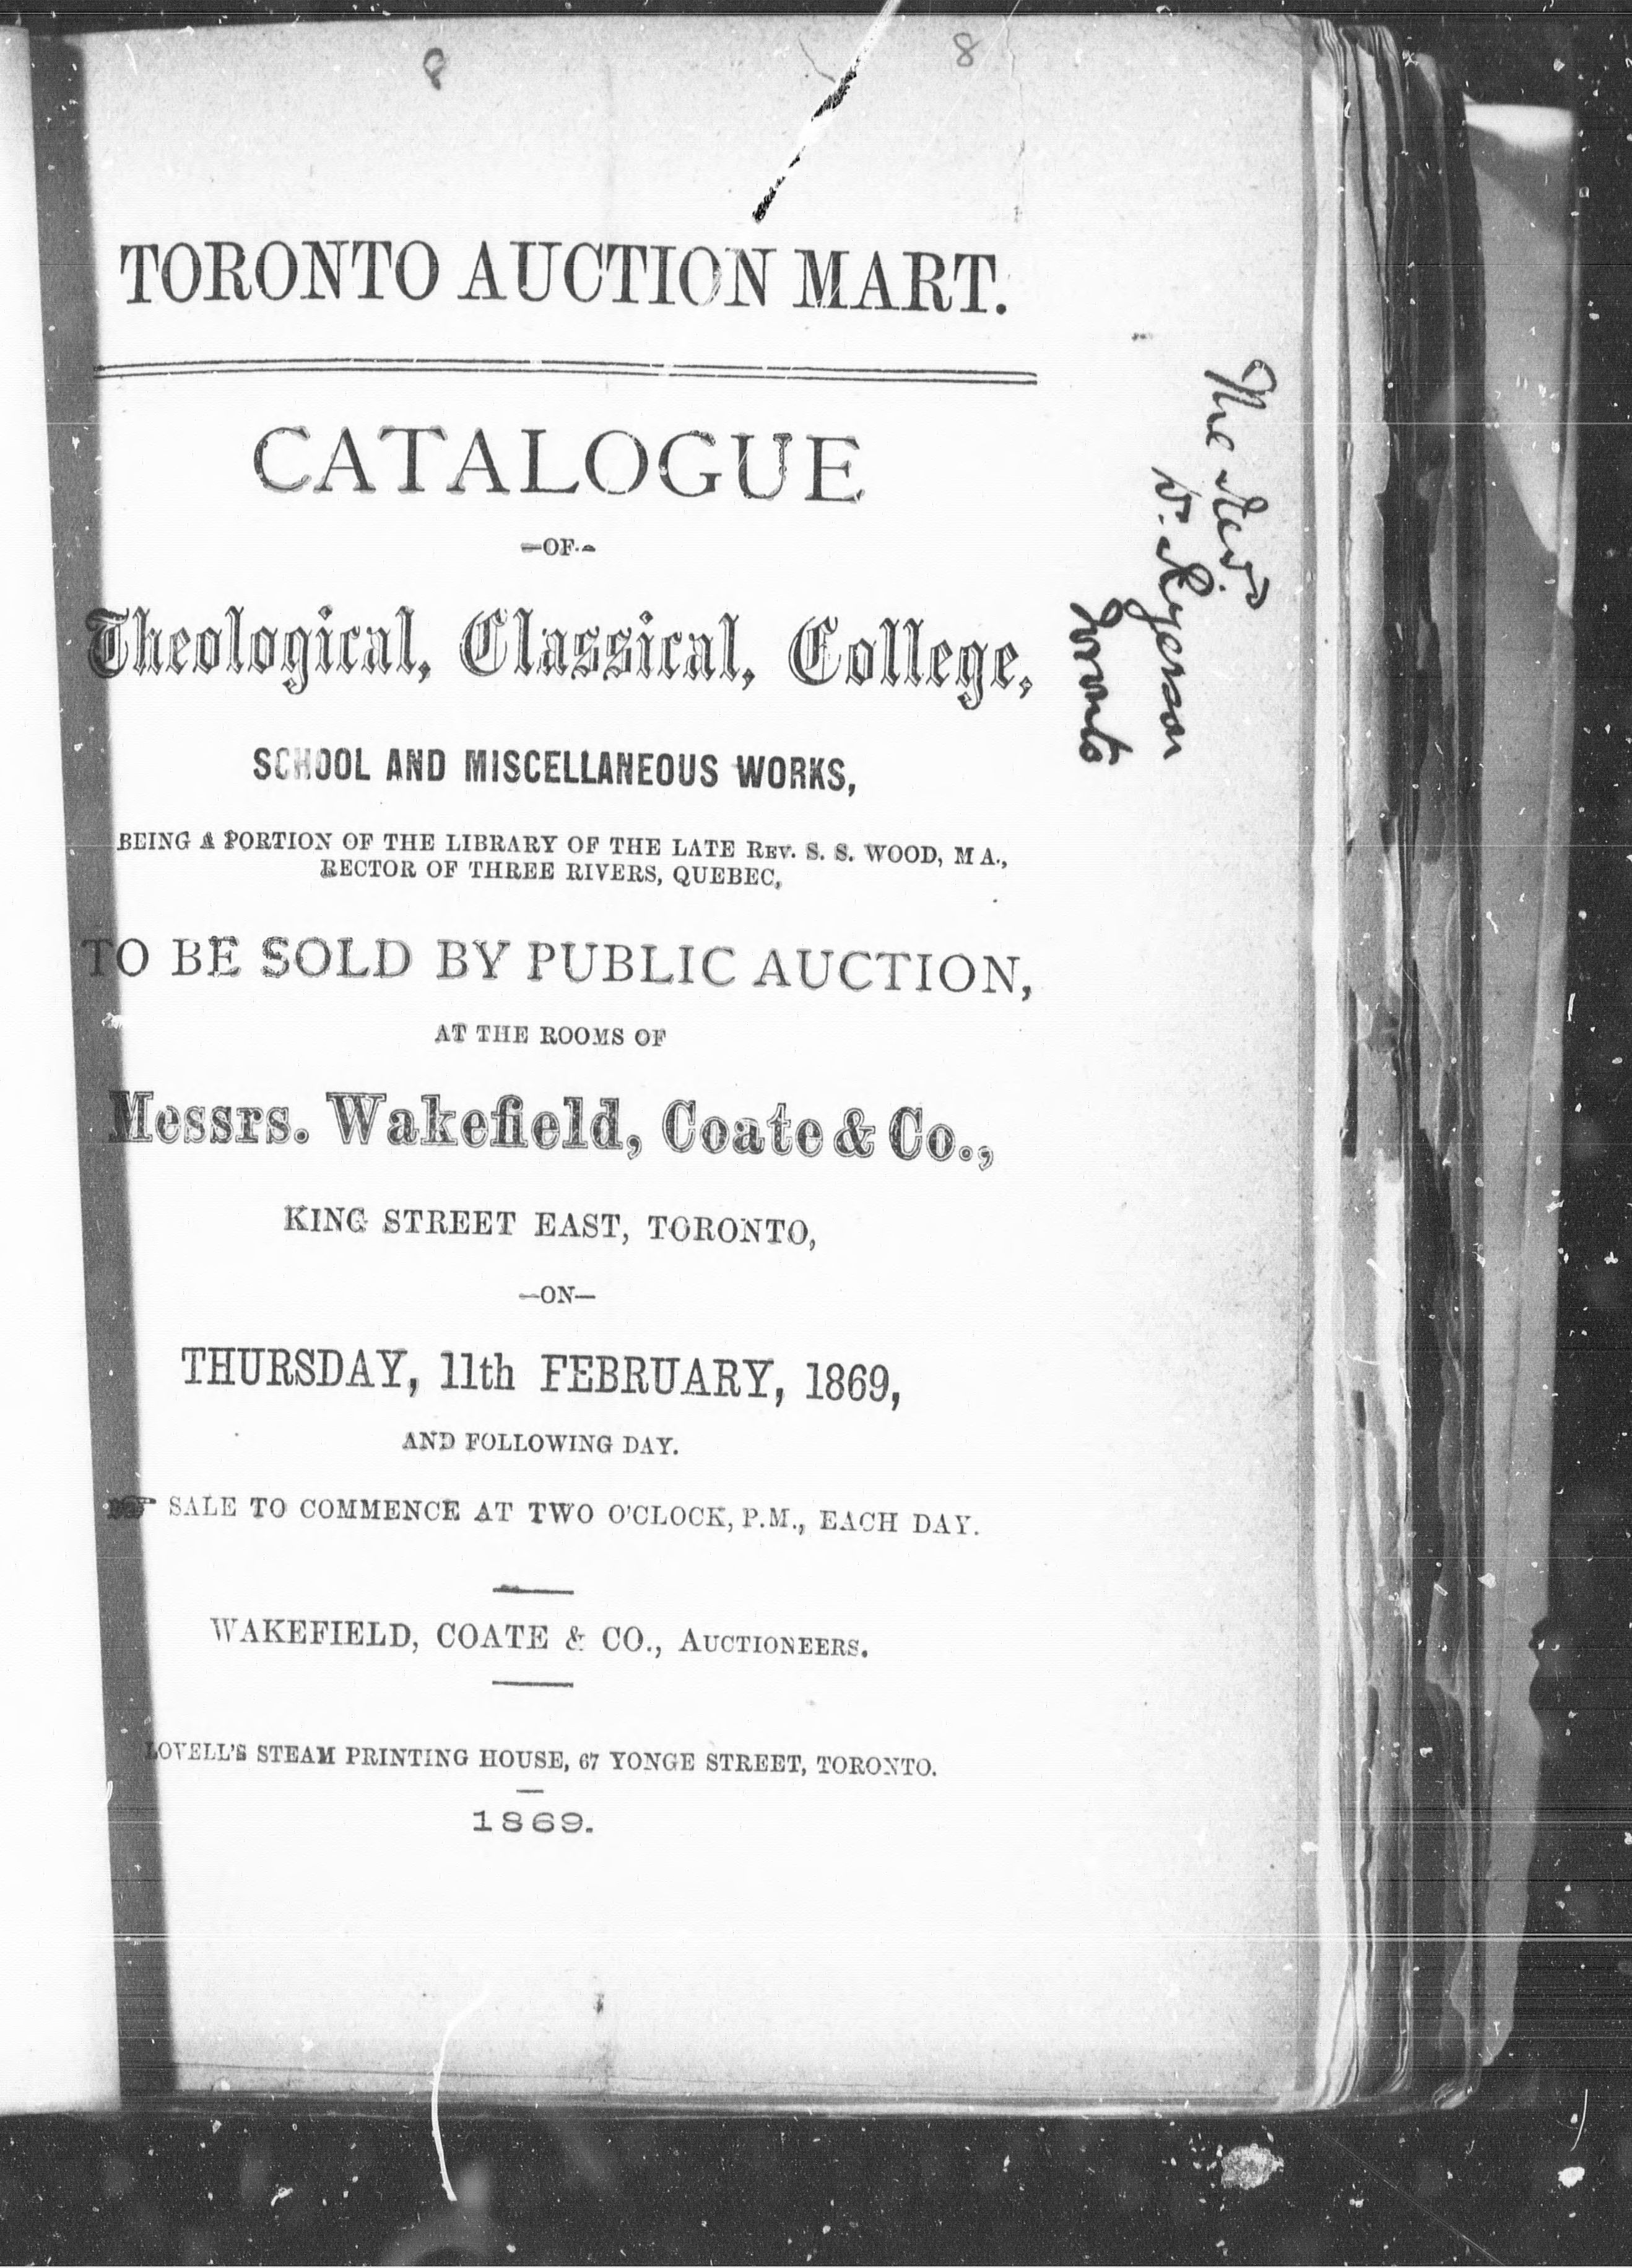 8 8
TORONTO AUCTION MART.
CATALOGUE
—OF—
Theological, Classical, College,
SCHOOL AND MISCELLANEOUS WORKS,
BEING A PORTION OF THE LIBRARY OF THE LATE REV. S. S. WOOD, M A.,
RECTOR OF THREE RIVERS, QUEBEC,
TO BE SOLD BY PUBLIC AUCTION,
AT THE ROOMS OF
Messrs. Wakefield, Coate & Co.,
KING STREET EAST, TORONTO,
—ON—
THURSDAY, 11th FEBRUARY, 1869,
AND FOLLOWING DAY.
☞ SALE TO COMMENCE AT TWO O'CLOCK, P.M., EACH DAY.
WAKEFIELD, COATE & CO., AUCTIONEERS.
LOVELL'S STEAM PRINTING HOUSE, 67 YONGE STREET, TORONTO.
1869.
The Revd
Dr. Ryerson
Toronto